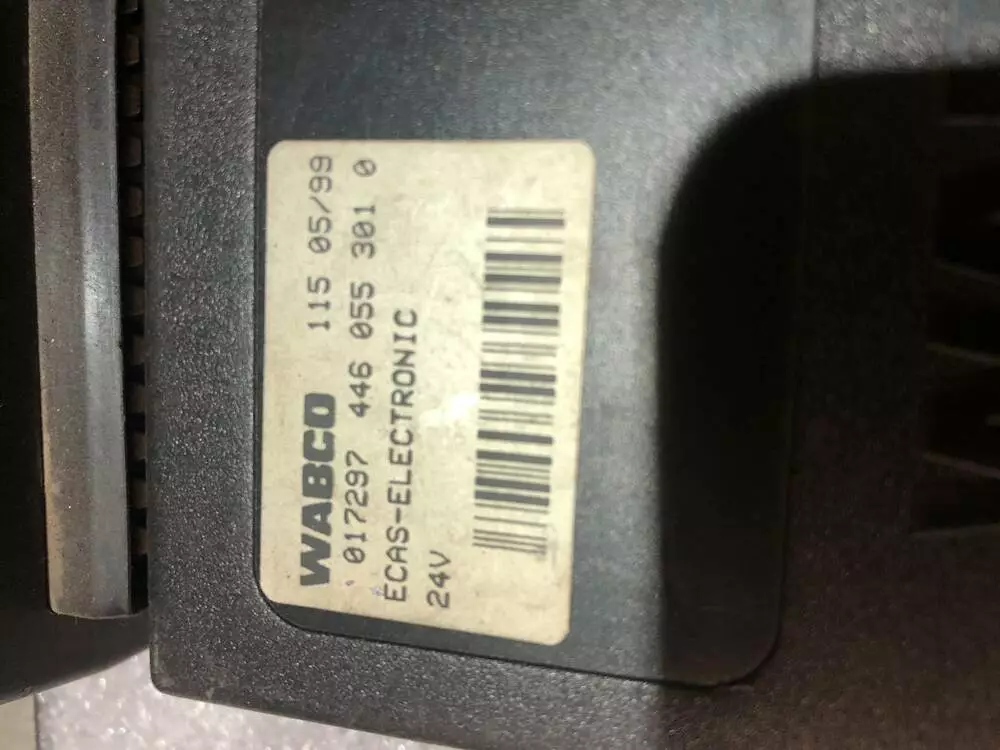 WABCO 115 05/99
017297 446 055 301 0
ECAS-ELECTRONIC
24V